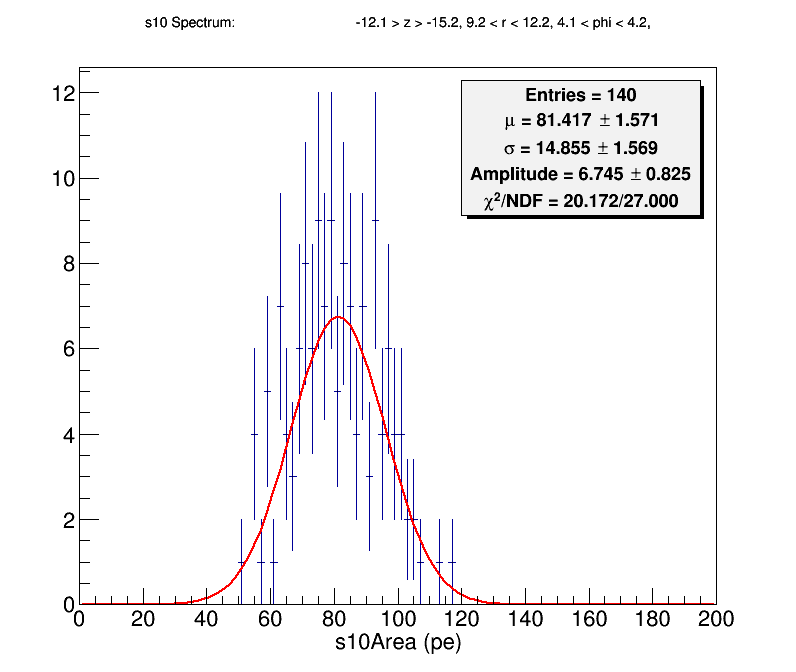 s10 Spectrum: -12.1 > z > -15.2, 9.2 < r < 12.2, 4.1 < phi < 4.2,
Entries = 140
μ = 81.417 ± 1.571
σ = 14.855 ± 1.569
Amplitude = 6.745 ± 0.825
χ²/NDF = 20.172/27.000
12
10
8
6
4
2
0
0 20 40 60 80 100 120 140 160 180 200
s10Area (pe)